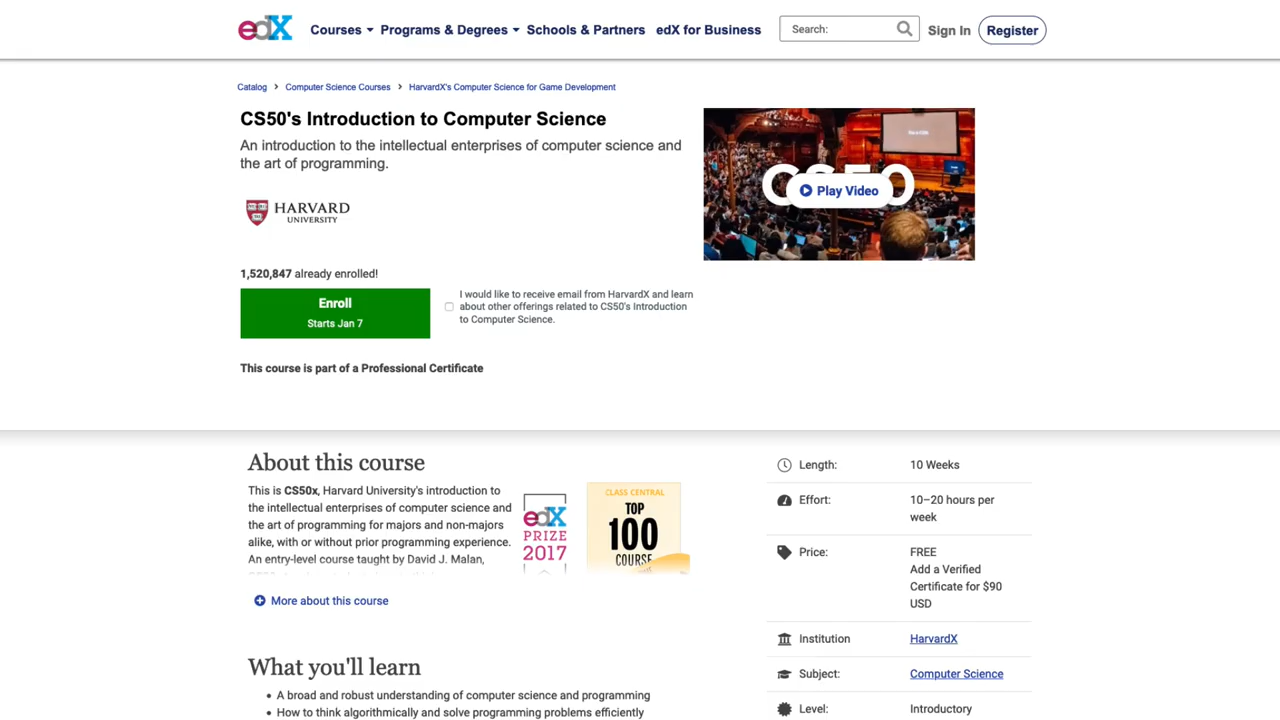 edX
Courses
Programs & Degrees
Schools & Partners
edX for Business
Search:
Sign In
Register
Catalog > Computer Science Courses > HarvardX's Computer Science for Game Development
CS50's Introduction to Computer Science
An introduction to the intellectual enterprises of computer science and
the art of programming.
HARVARD
UNIVERSITY
CS50
Play Video
1,520,847 already enrolled!
Enroll
Starts Jan 7
I would like to receive email from HarvardX and learn
about other offerings related to CS50's Introduction
to Computer Science.
This course is part of a Professional Certificate
About this course
This is CS50x, Harvard University's introduction to
the intellectual enterprises of computer science and
the art of programming for majors and non-majors
alike, with or without prior programming experience.
An entry-level course taught by David J. Malan,
edX
PRIZE
2017
CLASS CENTRAL
TOP
100
COURSE
More about this course
What you'll learn
A broad and robust understanding of computer science and programming
How to think algorithmically and solve programming problems efficiently
Length: 10 Weeks
Effort: 10–20 hours per
week
Price: FREE
Add a Verified
Certificate for $90
USD
Institution HarvardX
Subject: Computer Science
Level: Introductory